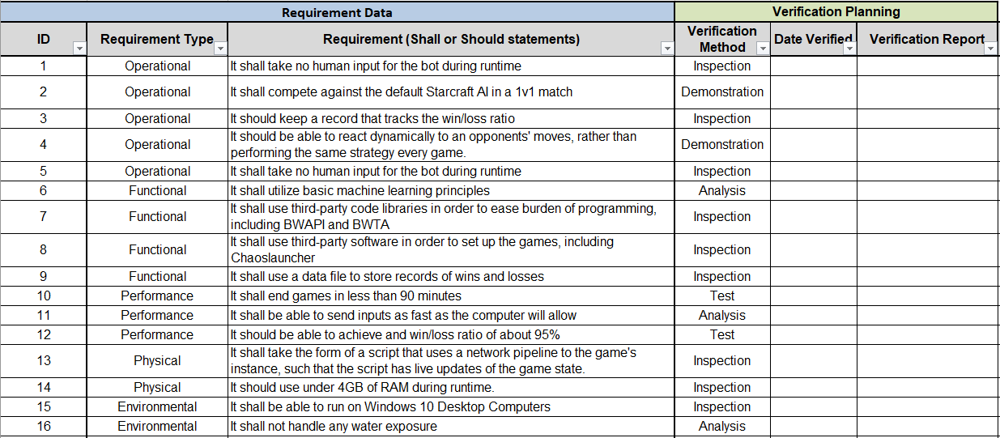 Requirement Data Verification Planning
ID Requirement Type Requirement (Shall or Should statements) Verification Method Date Verified Verification Report
1 Operational It shall take no human input for the bot during runtime Inspection
2 Operational It shall compete against the default Starcraft AI in a 1v1 match Demonstration
3 Operational It should keep a record that tracks the win/loss ratio Inspection
4 Operational It should be able to react dynamically to an opponents' moves, rather than
performing the same strategy every game. Demonstration
5 Operational It shall take no human input for the bot during runtime Inspection
6 Functional It shall utilize basic machine learning principles Analysis
7 Functional It shall use third-party code libraries in order to ease burden of programming,
including BWAPI and BWTA Inspection
8 Functional It shall use third-party software in order to set up the games, including
Chaoslauncher Inspection
9 Functional It shall use a data file to store records of wins and losses Inspection
10 Performance It shall end games in less than 90 minutes Test
11 Performance It shall be able to send inputs as fast as the computer will allow Analysis
12 Performance It should be able to achieve and win/loss ratio of about 95% Test
13 Physical It shall take the form of a script that uses a network pipeline to the game's
instance, such that the script has live updates of the game state. Inspection
14 Physical It should use under 4GB of RAM during runtime. Inspection
15 Environmental It shall be able to run on Windows 10 Desktop Computers Inspection
16 Environmental It shall not handle any water exposure Analysis